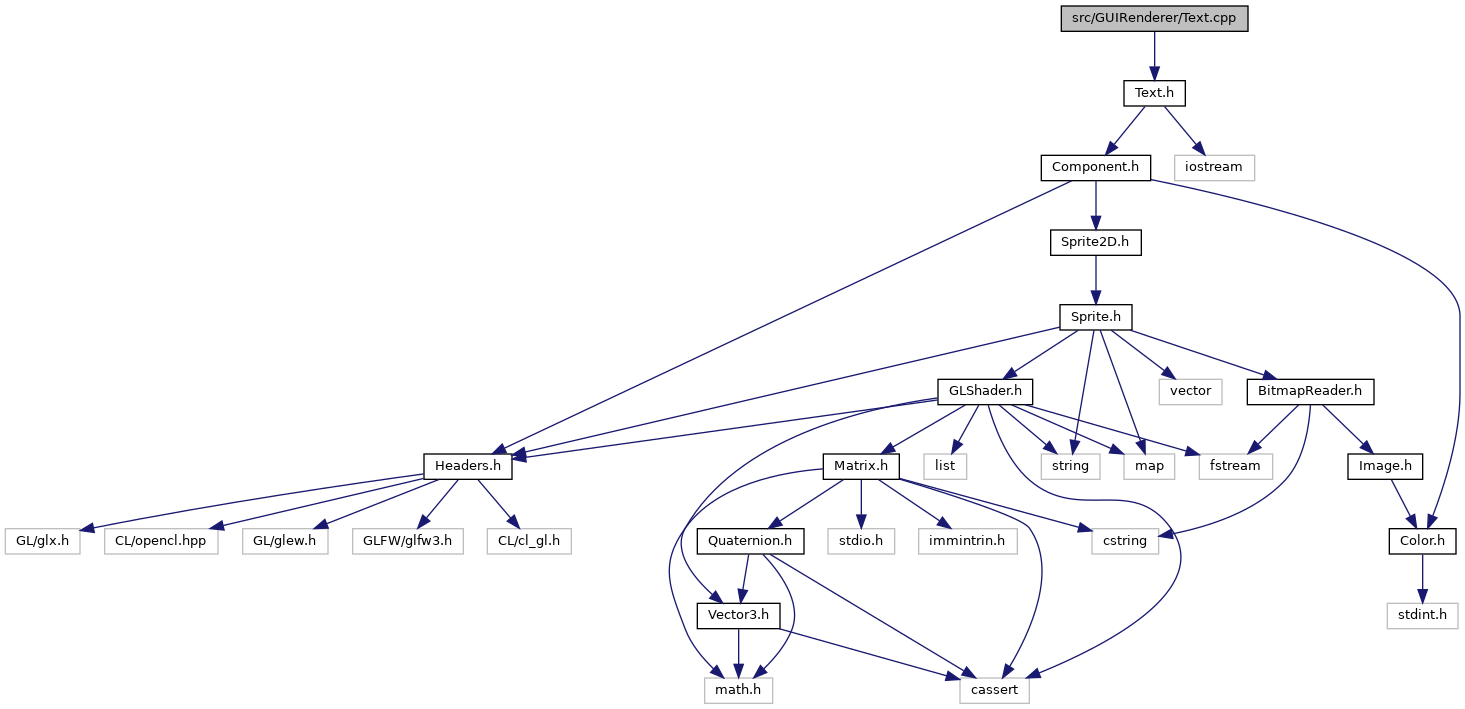 src/GUIRenderer/Text.cpp
Text.h
Component.h
iostream
Sprite2D.h
Sprite.h
GLShader.h
vector
BitmapReader.h
Headers.h
Matrix.h
list
string
map
fstream
Image.h
GL/glx.h
CL/opencl.hpp
GL/glew.h
GLFW/glfw3.h
CL/cl_gl.h
Quaternion.h
stdio.h
immintrin.h
cstring
Color.h
Vector3.h
stdint.h
math.h
cassert